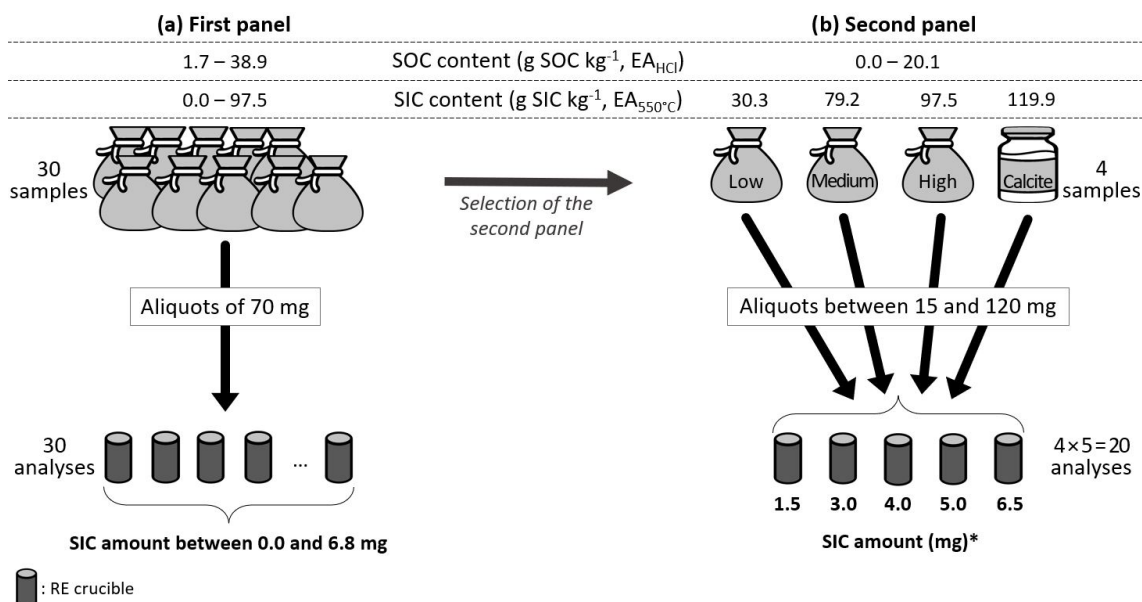 (a) First panel
(b) Second panel
1.7 – 38.9 SOC content (g SOC kg⁻¹, EA_HCl) 0.0 – 20.1
0.0 – 97.5 SIC content (g SIC kg⁻¹, EA_550°C) 30.3 79.2 97.5 119.9
30
samples
Selection of the
second panel
Low Medium High Calcite
4
samples
Aliquots of 70 mg
Aliquots between 15 and 120 mg
30
analyses
...
4×5=20
analyses
1.5 3.0 4.0 5.0 6.5
SIC amount between 0.0 and 6.8 mg
SIC amount (mg)*
: RE crucible